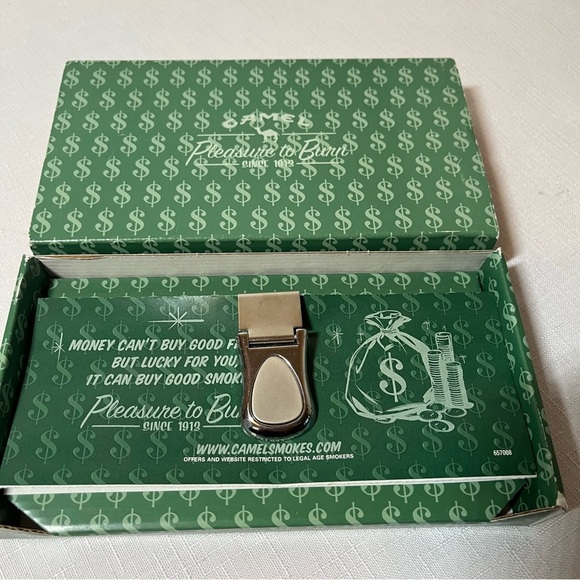 CAMEL
Pleasure to Burn
SINCE 1913
MONEY CAN'T BUY GOOD
BUT LUCKY FOR YOU,
IT CAN BUY GOOD
Pleasure to
SINCE 1913
WWW.CAMELSMOKES.COM
OFFERS AND WEBSITE RESTRICTED TO LEGAL AGE SMOKERS
657008
$